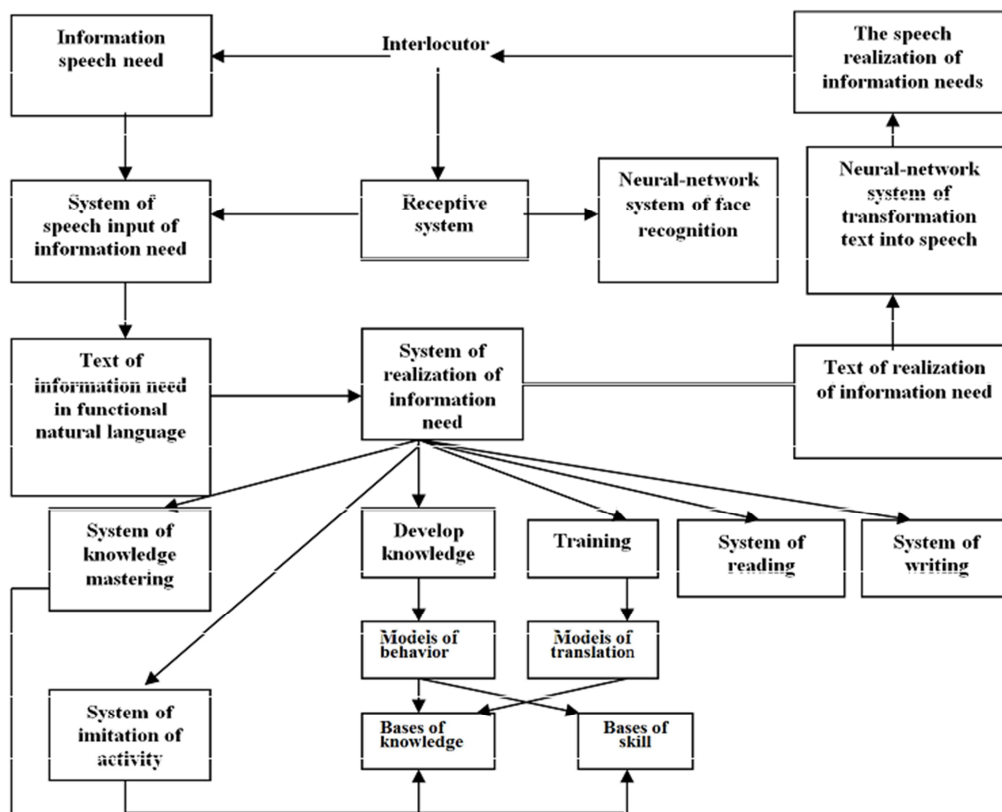 Information
speech need
Interlocutor
The speech
realization of
information needs
System of
speech input of
information need
Receptive
system
Neural-network
system of face
recognition
Neural-network
system of
transformation
text into speech
Text of
information need
in functional
natural language
System of
realization of
information
need
Text of realization
of information need
System of
knowledge
mastering
Develop
knowledge
Training
System of
reading
System of
writing
Models of
behavior
Models of
translation
System of
imitation of
activity
Bases of
knowledge
Bases of
skill